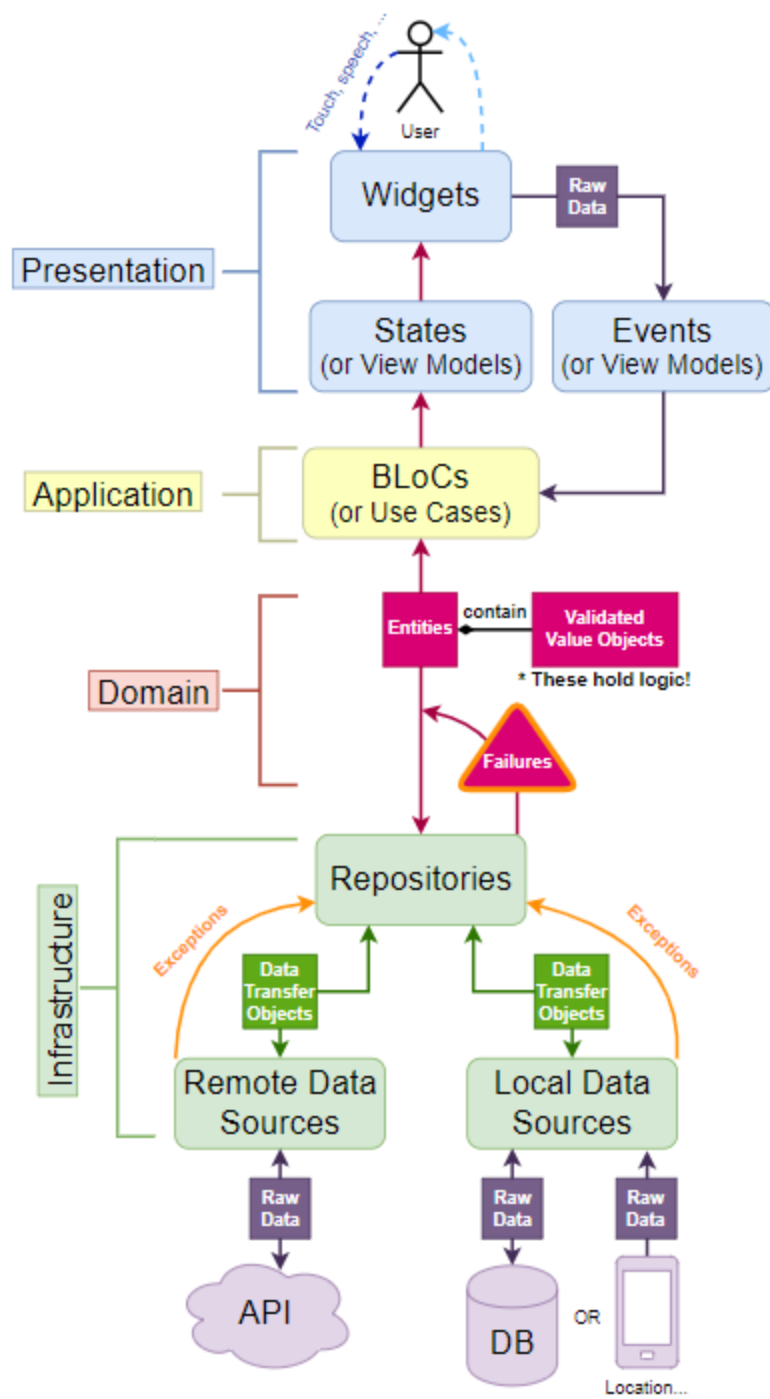 Touch, speech, ...
User
Widgets
Raw
Data
Presentation
States
(or View Models)
Events
(or View Models)
Application
BLoCs
(or Use Cases)
Entities
contain
Validated
Value Objects
* These hold logic!
Domain
Failures
Repositories
Infrastructure
Exceptions
Exceptions
Data
Transfer
Objects
Data
Transfer
Objects
Remote Data
Sources
Local Data
Sources
Raw
Data
Raw
Data
Raw
Data
API
DB
OR
Location...